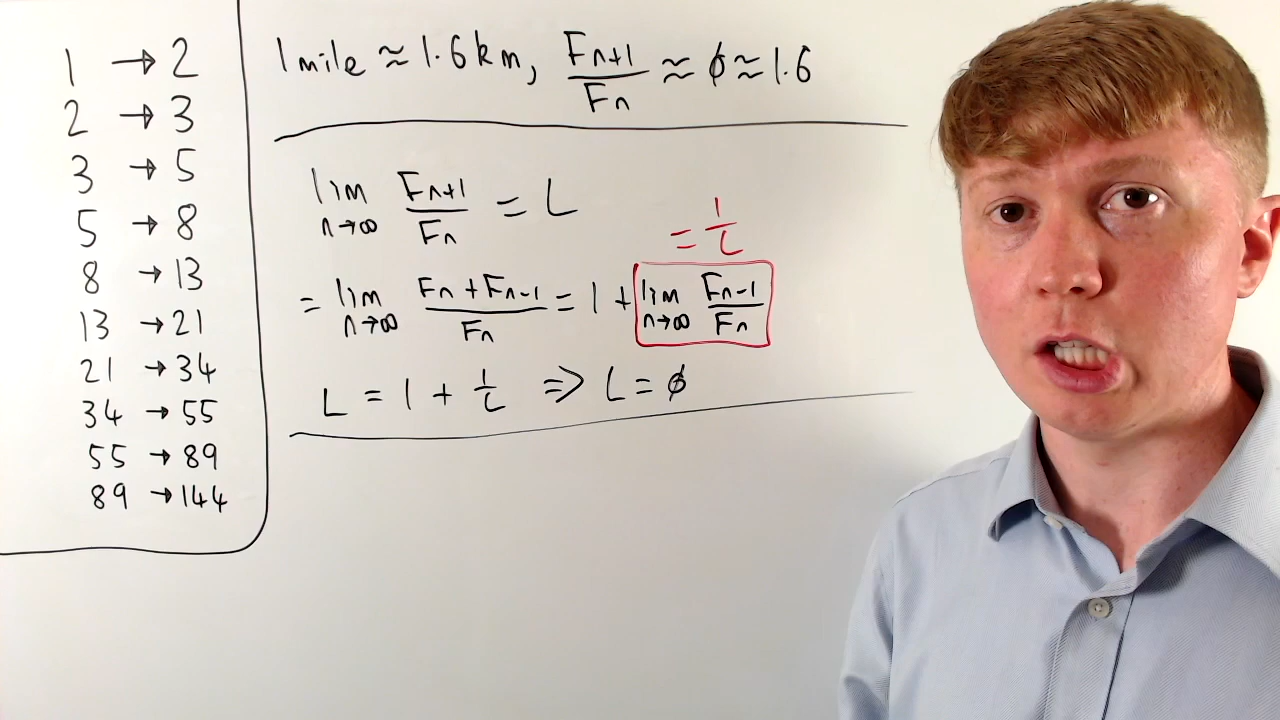 1 → 2
2 → 3
3 → 5
5 → 8
8 → 13
13 → 21
21 → 34
34 → 55
55 → 89
89 → 144
1 mile ≈ 1.6 km, Fn+1/Fn ≈ ϕ ≈ 1.6
lim n→∞ Fn+1/Fn = L
= 1/L
= lim n→∞ (Fn + Fn-1)/Fn = 1 + lim n→∞ Fn-1/Fn
L = 1 + 1/L ⇒ L = ϕ